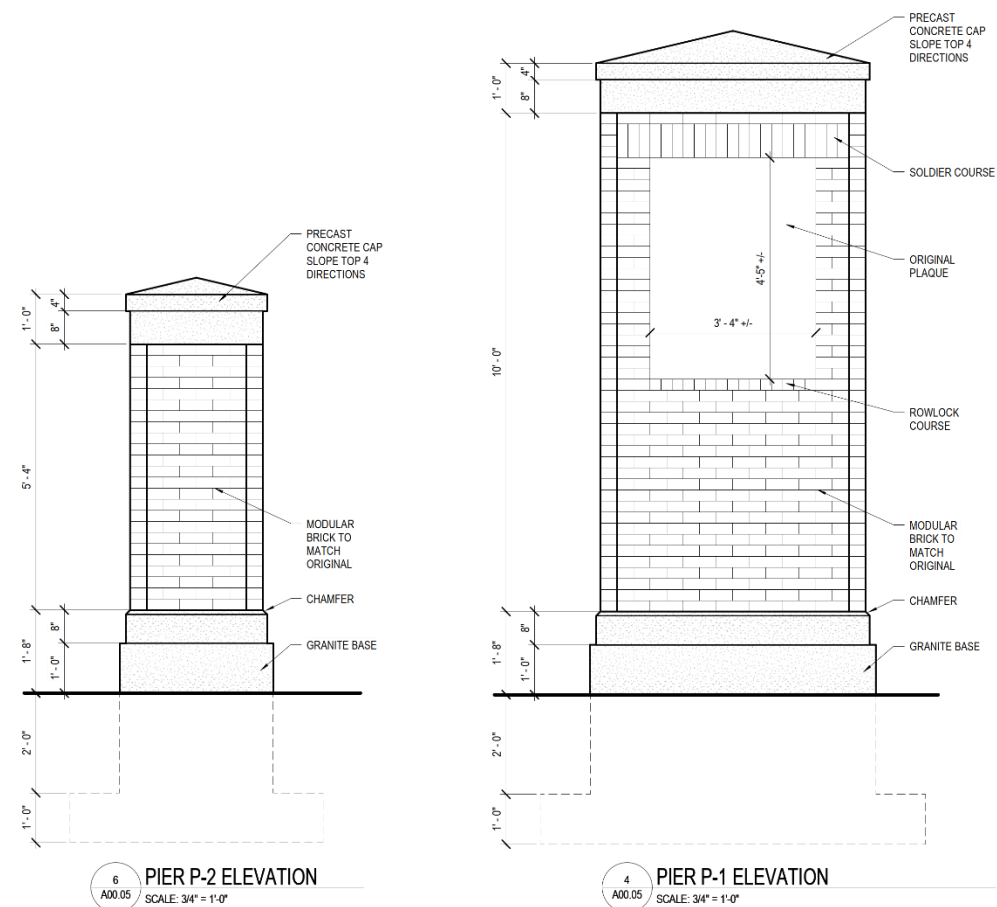 PRECAST
CONCRETE CAP
SLOPE TOP 4
DIRECTIONS
1' - 0"
4"
8"
5' - 4"
MODULAR
BRICK TO
MATCH
ORIGINAL
CHAMFER
1' - 8"
8"
1' - 0"
GRANITE BASE
2' - 0"
1' - 0"
6
A00.05
PIER P-2 ELEVATION
SCALE: 3/4" = 1'-0"
PRECAST
CONCRETE CAP
SLOPE TOP 4
DIRECTIONS
1' - 0"
4"
8"
SOLDIER COURSE
ORIGINAL
PLAQUE
4'-5" +/-
3' - 4" +/-
10' - 0"
ROWLOCK
COURSE
MODULAR
BRICK TO
MATCH
ORIGINAL
CHAMFER
1' - 8"
8"
1' - 0"
GRANITE BASE
2' - 0"
1' - 0"
4
A00.05
PIER P-1 ELEVATION
SCALE: 3/4" = 1'-0"